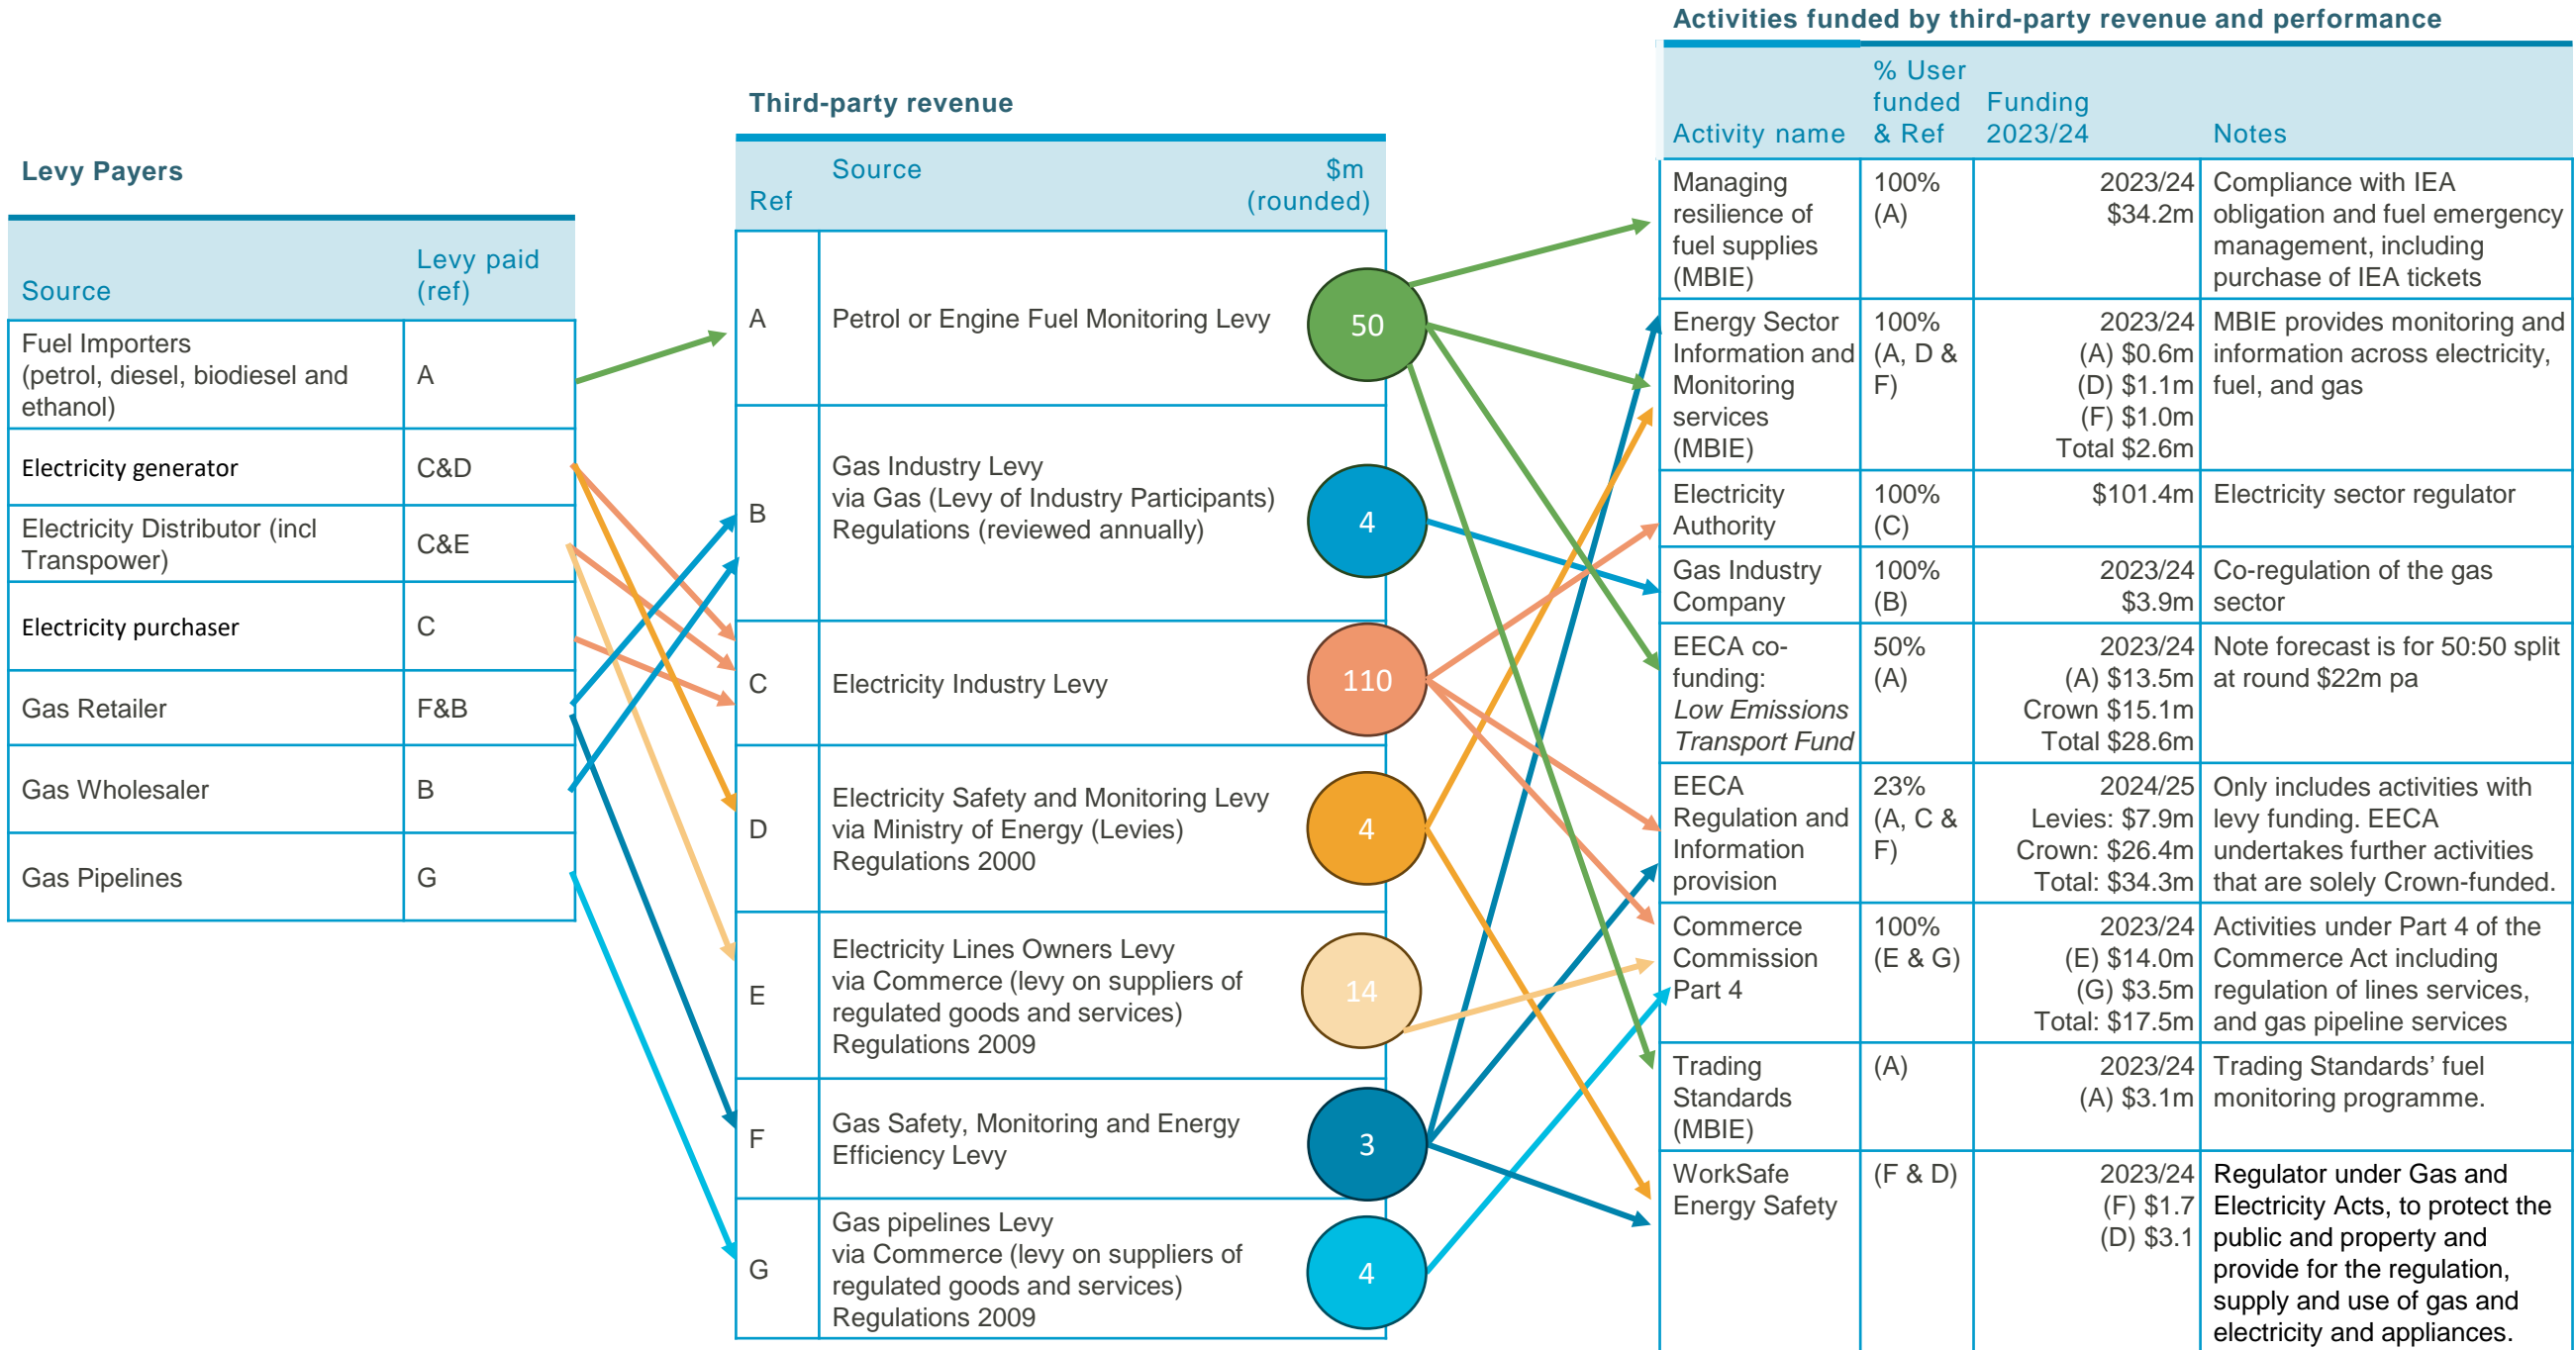 Levy Payers
Source
Levy paid
(ref)
Fuel Importers
(petrol, diesel, biodiesel and
ethanol)
A
Electricity generator
C&D
Electricity Distributor (incl
Transpower)
C&E
Electricity purchaser
C
Gas Retailer
F&B
Gas Wholesaler
B
Gas Pipelines
G
Third-party revenue
Ref
Source
$m
(rounded)
A
Petrol or Engine Fuel Monitoring Levy
50
B
Gas Industry Levy
via Gas (Levy of Industry Participants)
Regulations (reviewed annually)
4
C
Electricity Industry Levy
110
D
Electricity Safety and Monitoring Levy
via Ministry of Energy (Levies)
Regulations 2000
4
E
Electricity Lines Owners Levy
via Commerce (levy on suppliers of
regulated goods and services)
Regulations 2009
14
F
Gas Safety, Monitoring and Energy
Efficiency Levy
3
G
Gas pipelines Levy
via Commerce (levy on suppliers of
regulated goods and services)
Regulations 2009
4
Activities funded by third-party revenue and performance
Activity name
% User
funded
& Ref
Funding
2023/24
Notes
Managing
resilience of
fuel supplies
(MBIE)
100%
(A)
2023/24
$34.2m
Compliance with IEA
obligation and fuel emergency
management, including
purchase of IEA tickets
Energy Sector
Information and
Monitoring
services
(MBIE)
100%
(A, D &
F)
2023/24
(A) $0.6m
(D) $1.1m
(F) $1.0m
Total $2.6m
MBIE provides monitoring and
information across electricity,
fuel, and gas
Electricity
Authority
100%
(C)
$101.4m
Electricity sector regulator
Gas Industry
Company
100%
(B)
2023/24
$3.9m
Co-regulation of the gas
sector
EECA co-
funding:
Low Emissions
Transport Fund
50%
(A)
2023/24
(A) $13.5m
Crown $15.1m
Total $28.6m
Note forecast is for 50:50 split
at round $22m pa
EECA
Regulation and
Information
provision
23%
(A, C &
F)
2024/25
Levies: $7.9m
Crown: $26.4m
Total: $34.3m
Only includes activities with
levy funding. EECA
undertakes further activities
that are solely Crown-funded.
Commerce
Commission
Part 4
100%
(E & G)
2023/24
(E) $14.0m
(G) $3.5m
Total: $17.5m
Activities under Part 4 of the
Commerce Act including
regulation of lines services,
and gas pipeline services
Trading
Standards
(MBIE)
(A)
2023/24
(A) $3.1m
Trading Standards’ fuel
monitoring programme.
WorkSafe
Energy Safety
(F & D)
2023/24
(F) $1.7
(D) $3.1
Regulator under Gas and
Electricity Acts, to protect the
public and property and
provide for the regulation,
supply and use of gas and
electricity and appliances.